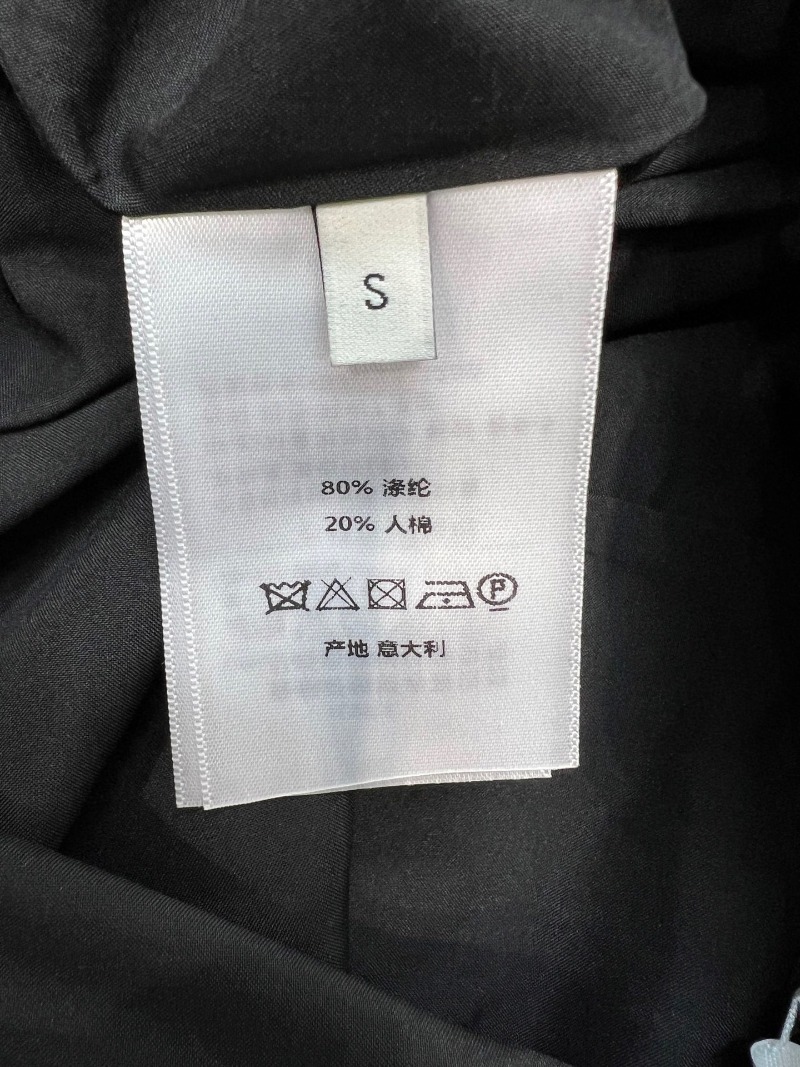 S
80% 涤纶
20% 人棉
P
产地 意大利